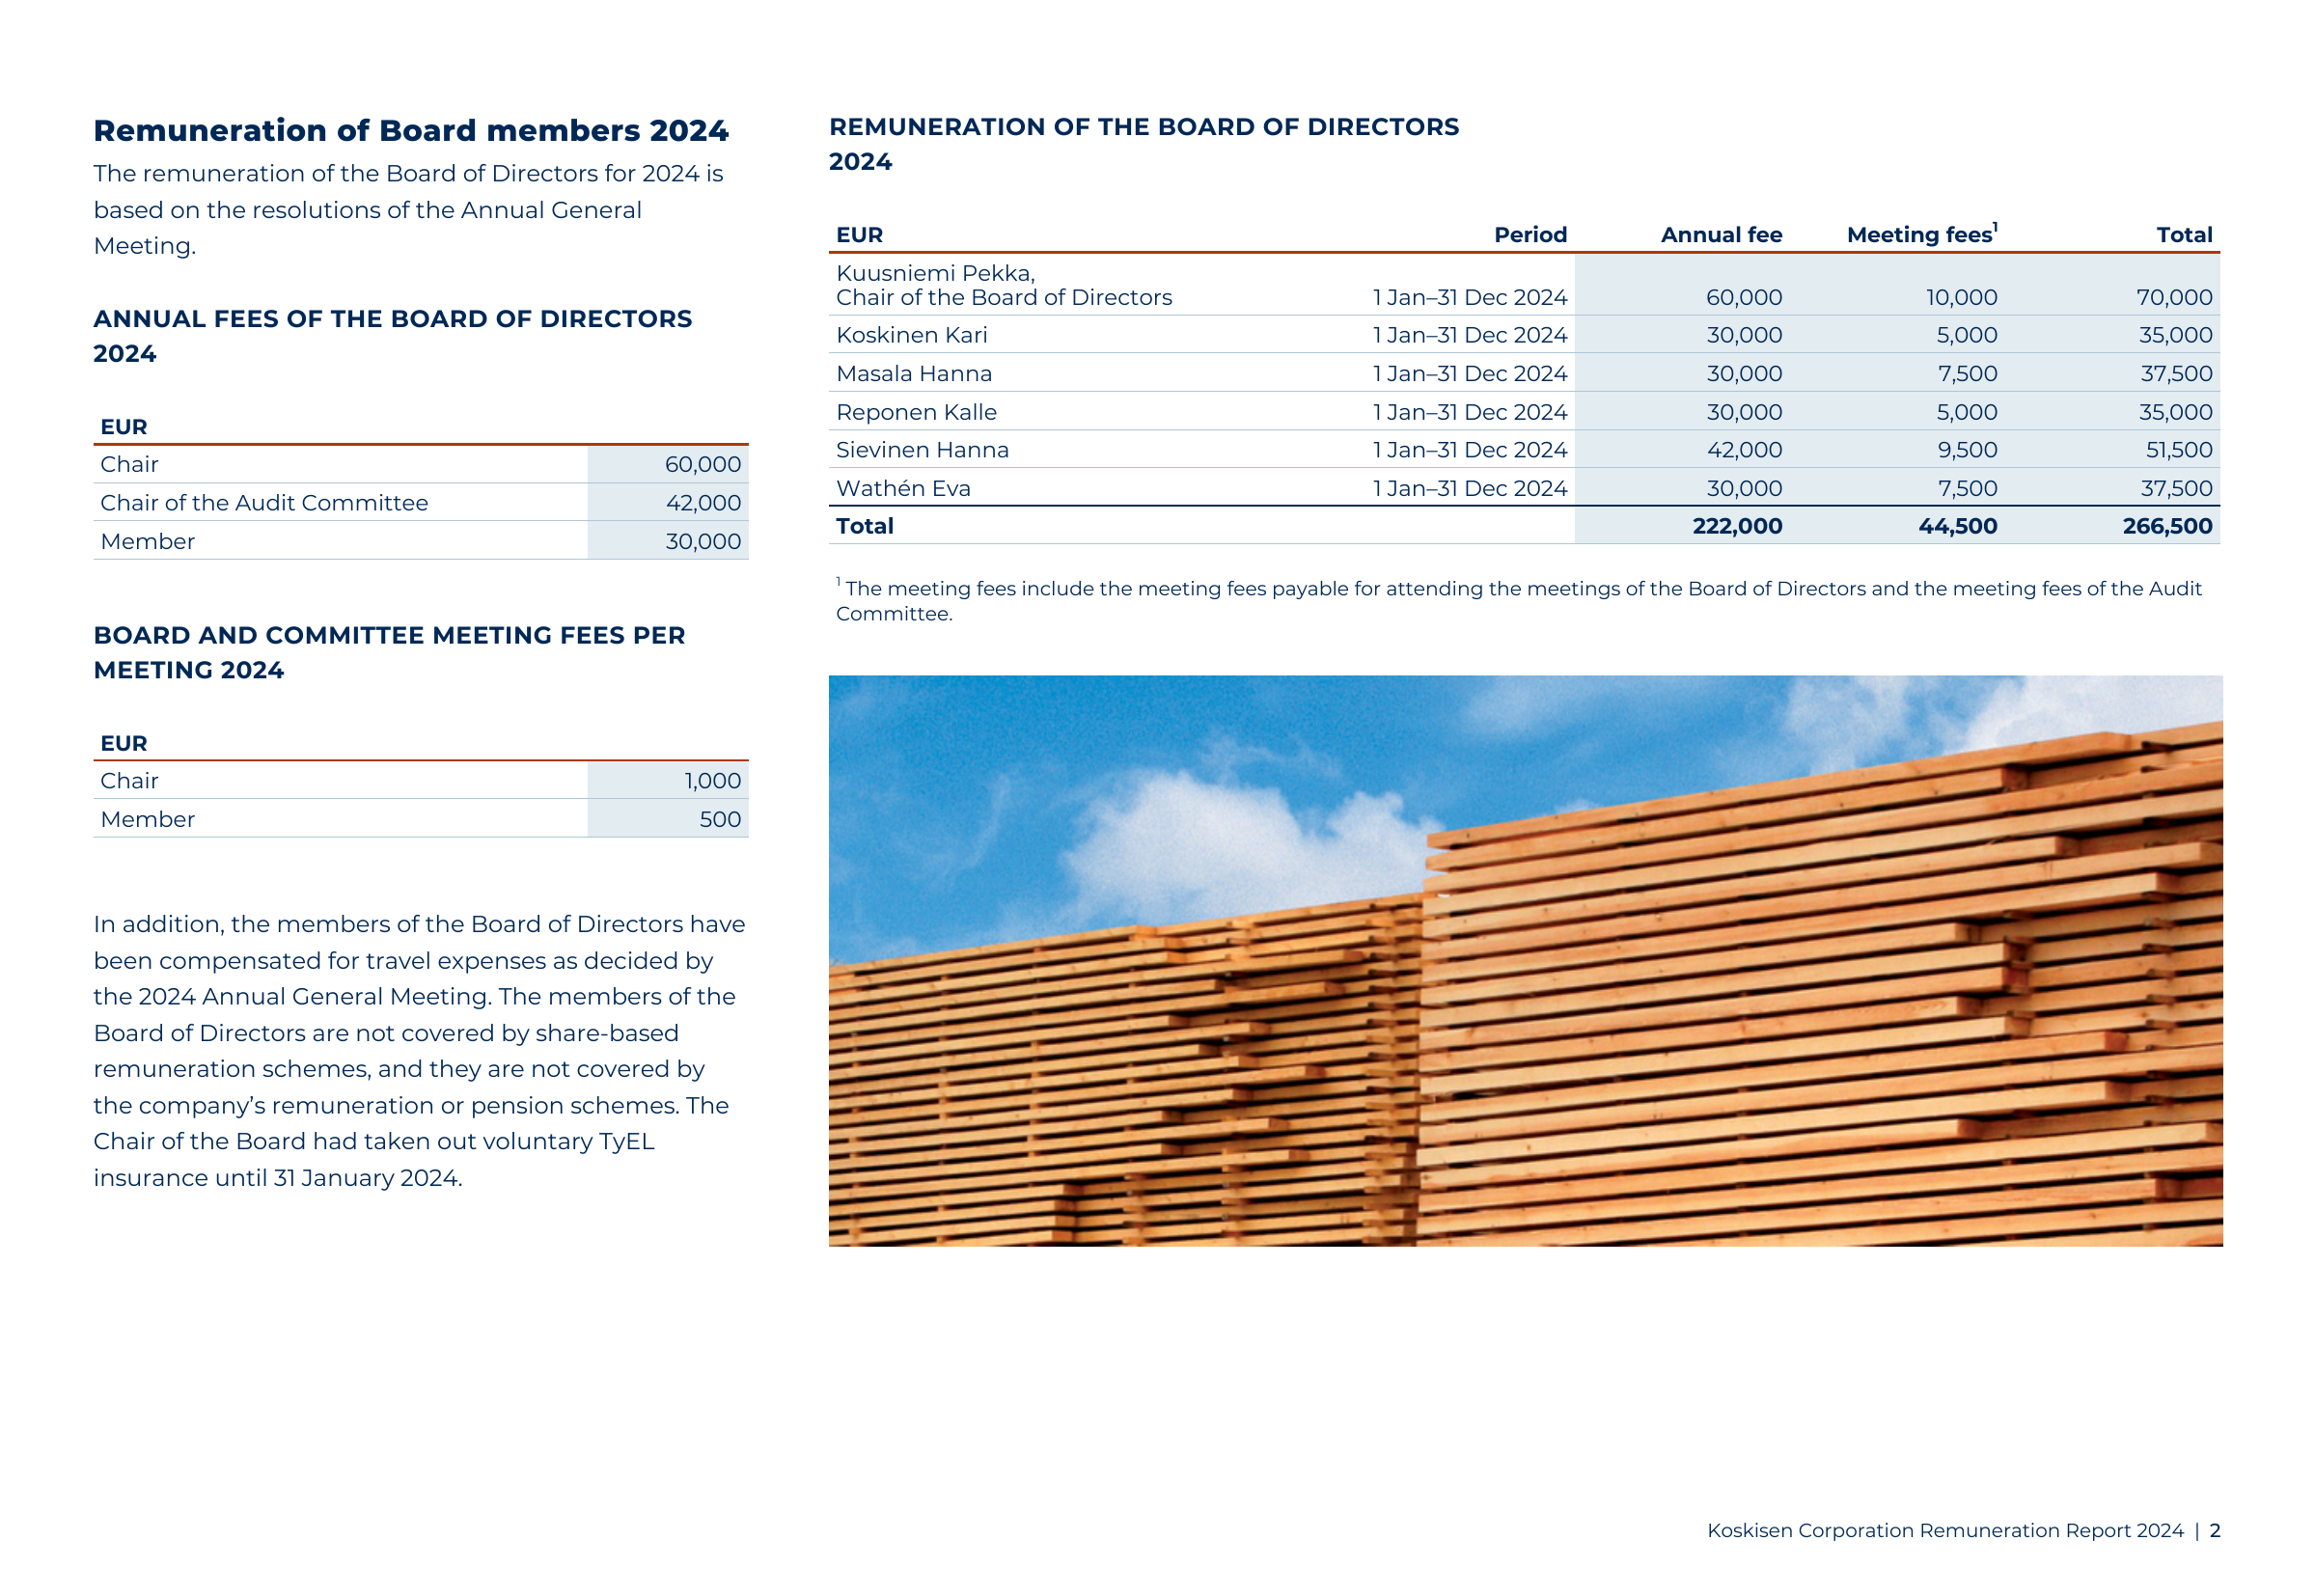 Remuneration of Board members 2024
The remuneration of the Board of Directors for 2024 is
based on the resolutions of the Annual General
Meeting.
ANNUAL FEES OF THE BOARD OF DIRECTORS
2024
EUR
Chair 60,000
Chair of the Audit Committee 42,000
Member 30,000
BOARD AND COMMITTEE MEETING FEES PER
MEETING 2024
EUR
Chair 1,000
Member 500
In addition, the members of the Board of Directors have
been compensated for travel expenses as decided by
the 2024 Annual General Meeting. The members of the
Board of Directors are not covered by share-based
remuneration schemes, and they are not covered by
the company’s remuneration or pension schemes. The
Chair of the Board had taken out voluntary TyEL
insurance until 31 January 2024.
REMUNERATION OF THE BOARD OF DIRECTORS
2024
EUR Period Annual fee Meeting fees¹ Total
Kuusniemi Pekka,
Chair of the Board of Directors 1 Jan–31 Dec 2024 60,000 10,000 70,000
Koskinen Kari 1 Jan–31 Dec 2024 30,000 5,000 35,000
Masala Hanna 1 Jan–31 Dec 2024 30,000 7,500 37,500
Reponen Kalle 1 Jan–31 Dec 2024 30,000 5,000 35,000
Sievinen Hanna 1 Jan–31 Dec 2024 42,000 9,500 51,500
Wathén Eva 1 Jan–31 Dec 2024 30,000 7,500 37,500
Total 222,000 44,500 266,500
¹ The meeting fees include the meeting fees payable for attending the meetings of the Board of Directors and the meeting fees of the Audit
Committee.
Koskisen Corporation Remuneration Report 2024 | 2